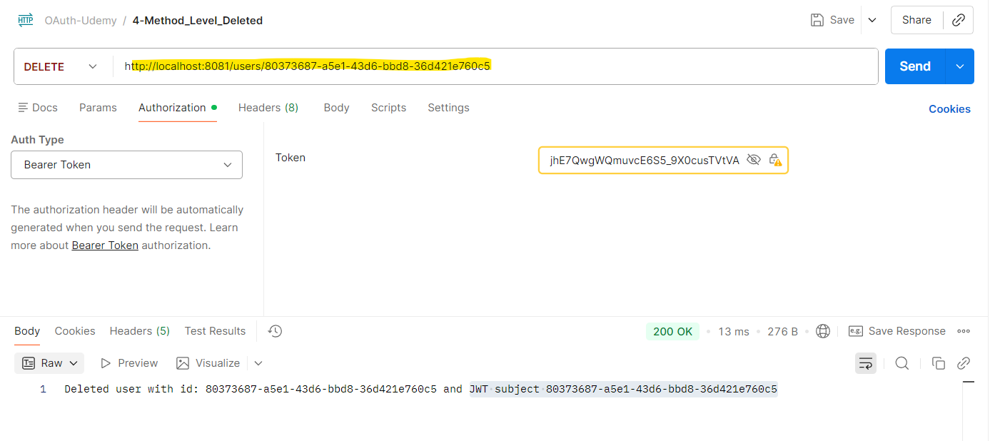 HTTP OAuth-Udemy / 4-Method_Level_Deleted Save Share
DELETE http://localhost:8081/users/80373687-a5e1-43d6-bbd8-36d421e760c5 Send
Docs Params Authorization Headers (8) Body Scripts Settings Cookies
Auth Type
Bearer Token
Token jhE7QwgWQmuvcE6S5_9X0cusTVtVA
The authorization header will be automatically
generated when you send the request. Learn
more about Bearer Token authorization.
Body Cookies Headers (5) Test Results 200 OK • 13 ms • 276 B • e.g. Save Response
Raw Preview Visualize
1 Deleted user with id: 80373687-a5e1-43d6-bbd8-36d421e760c5 and JWT·subject·80373687-a5e1-43d6-bbd8-36d421e760c5